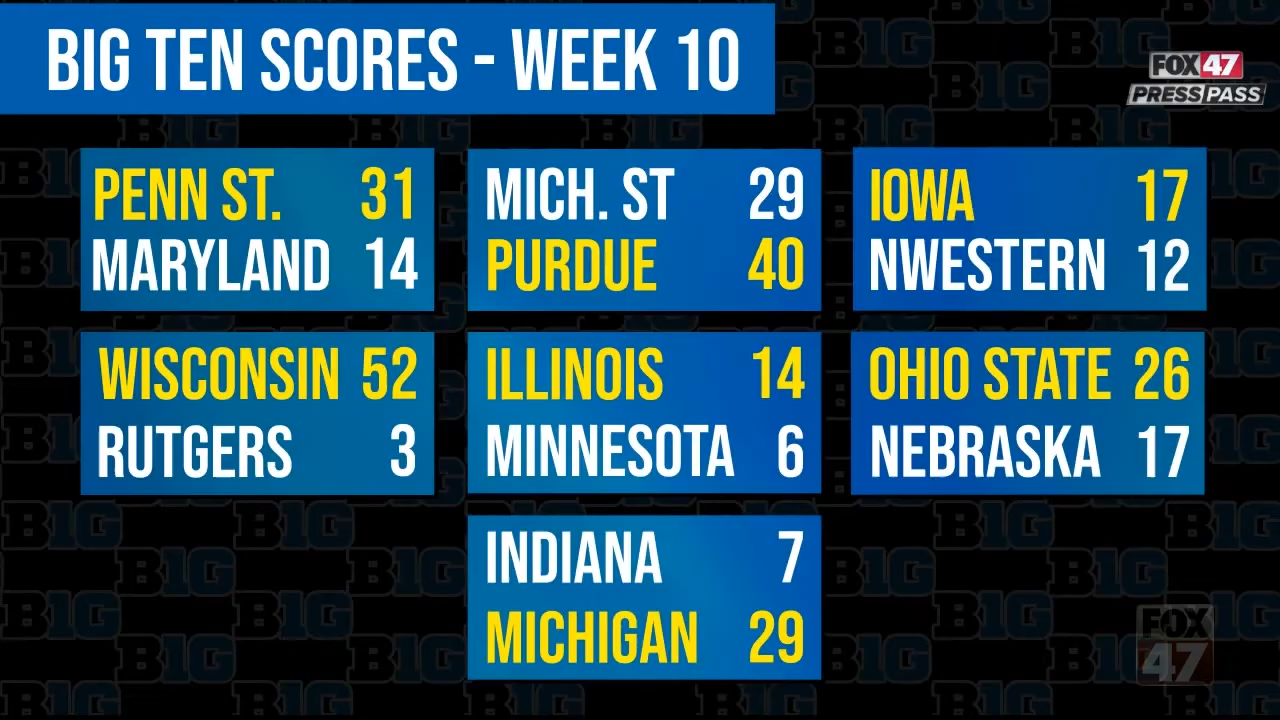 BIG TEN SCORES - WEEK 10
FOX 47
PRESS PASS
PENN ST. 31
MARYLAND 14
MICH. ST 29
PURDUE 40
IOWA 17
NWESTERN 12
WISCONSIN 52
RUTGERS 3
ILLINOIS 14
MINNESOTA 6
OHIO STATE 26
NEBRASKA 17
INDIANA 7
MICHIGAN 29
FOX
47